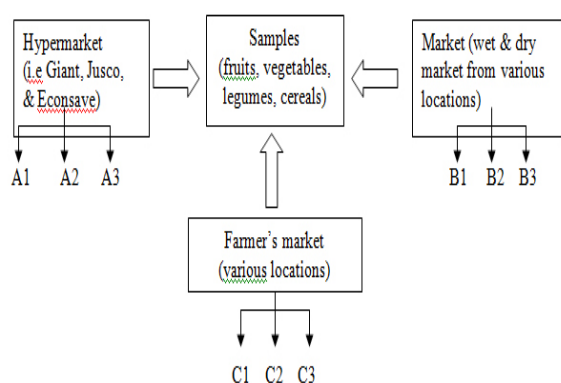 Hypermarket
(i.e Giant, Jusco,
& Econsave)
A1 A2 A3
Samples
(fruits, vegetables,
legumes, cereals)
Market (wet & dry
market from various
locations)
B1 B2 B3
Farmer's market
(various locations)
C1 C2 C3